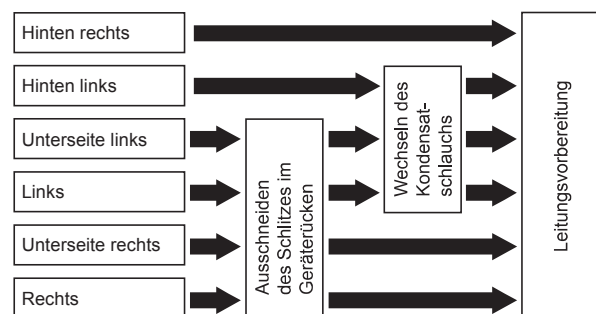 Hinten rechts
Hinten links
Unterseite links
Links
Unterseite rechts
Rechts
Ausschneiden
des Schlitzes im
Geräterücken
Wechseln des
Kondensat-
schlauchs
Leitungsvorbereitung